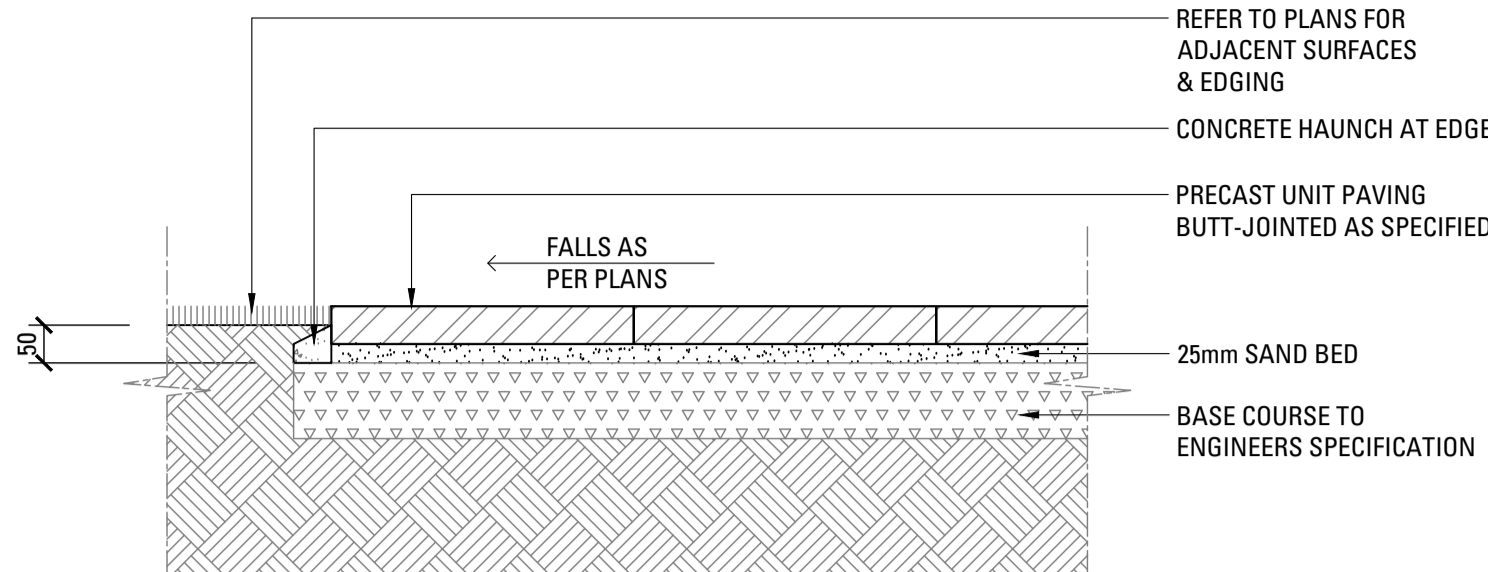 REFER TO PLANS FOR
ADJACENT SURFACES
& EDGING
CONCRETE HAUNCH AT EDGE
PRECAST UNIT PAVING
BUTT-JOINTED AS SPECIFIED
FALLS AS
PER PLANS
50
25mm SAND BED
BASE COURSE TO
ENGINEERS SPECIFICATION